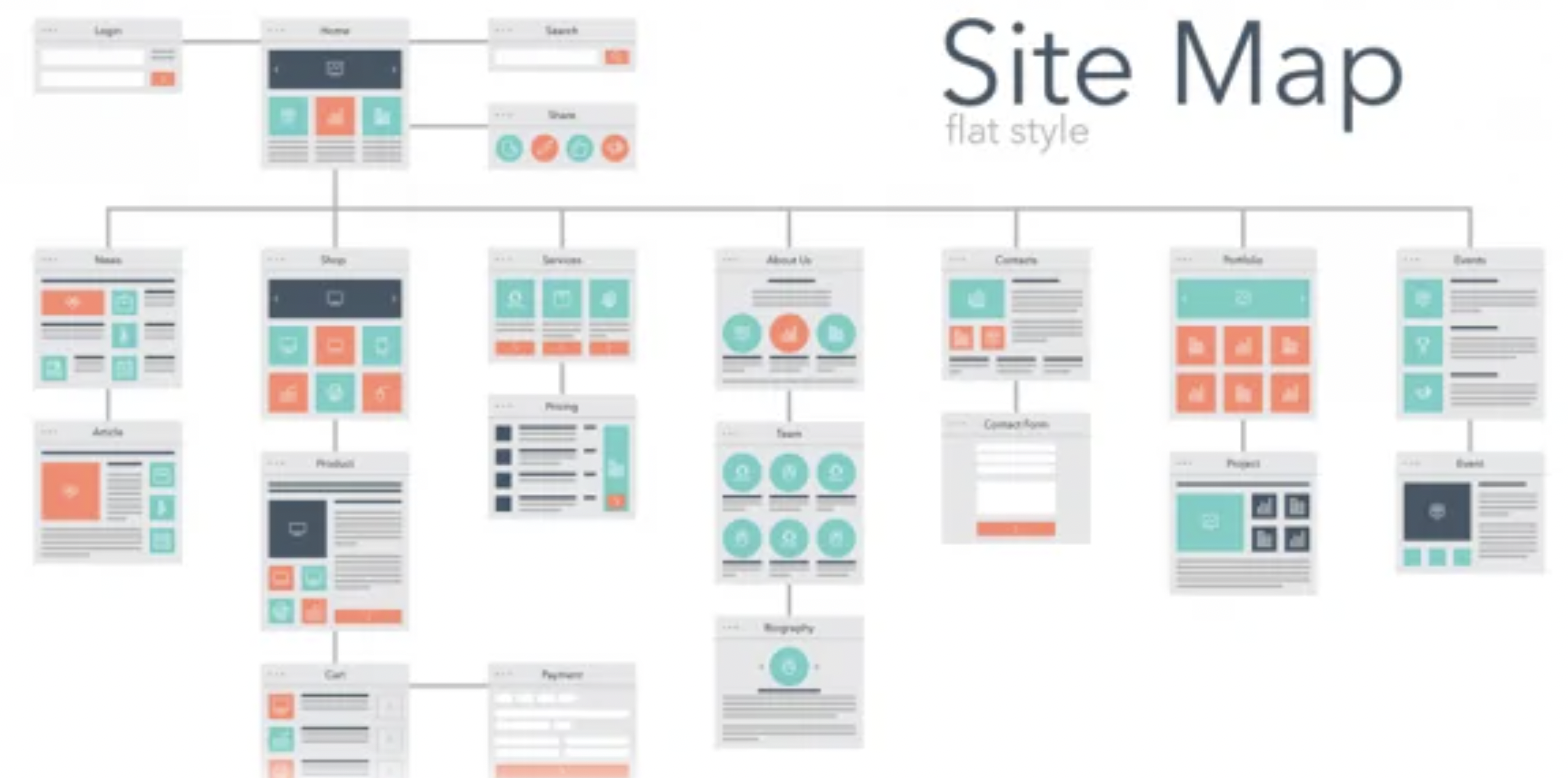 Site Map
flat style
Login
Home
Search
Share
News
Shop
Services
About Us
Contacts
Portfolio
Events
Pricing
Article
Team
Contact Form
Product
Project
Event
Biography
Cart
Payment